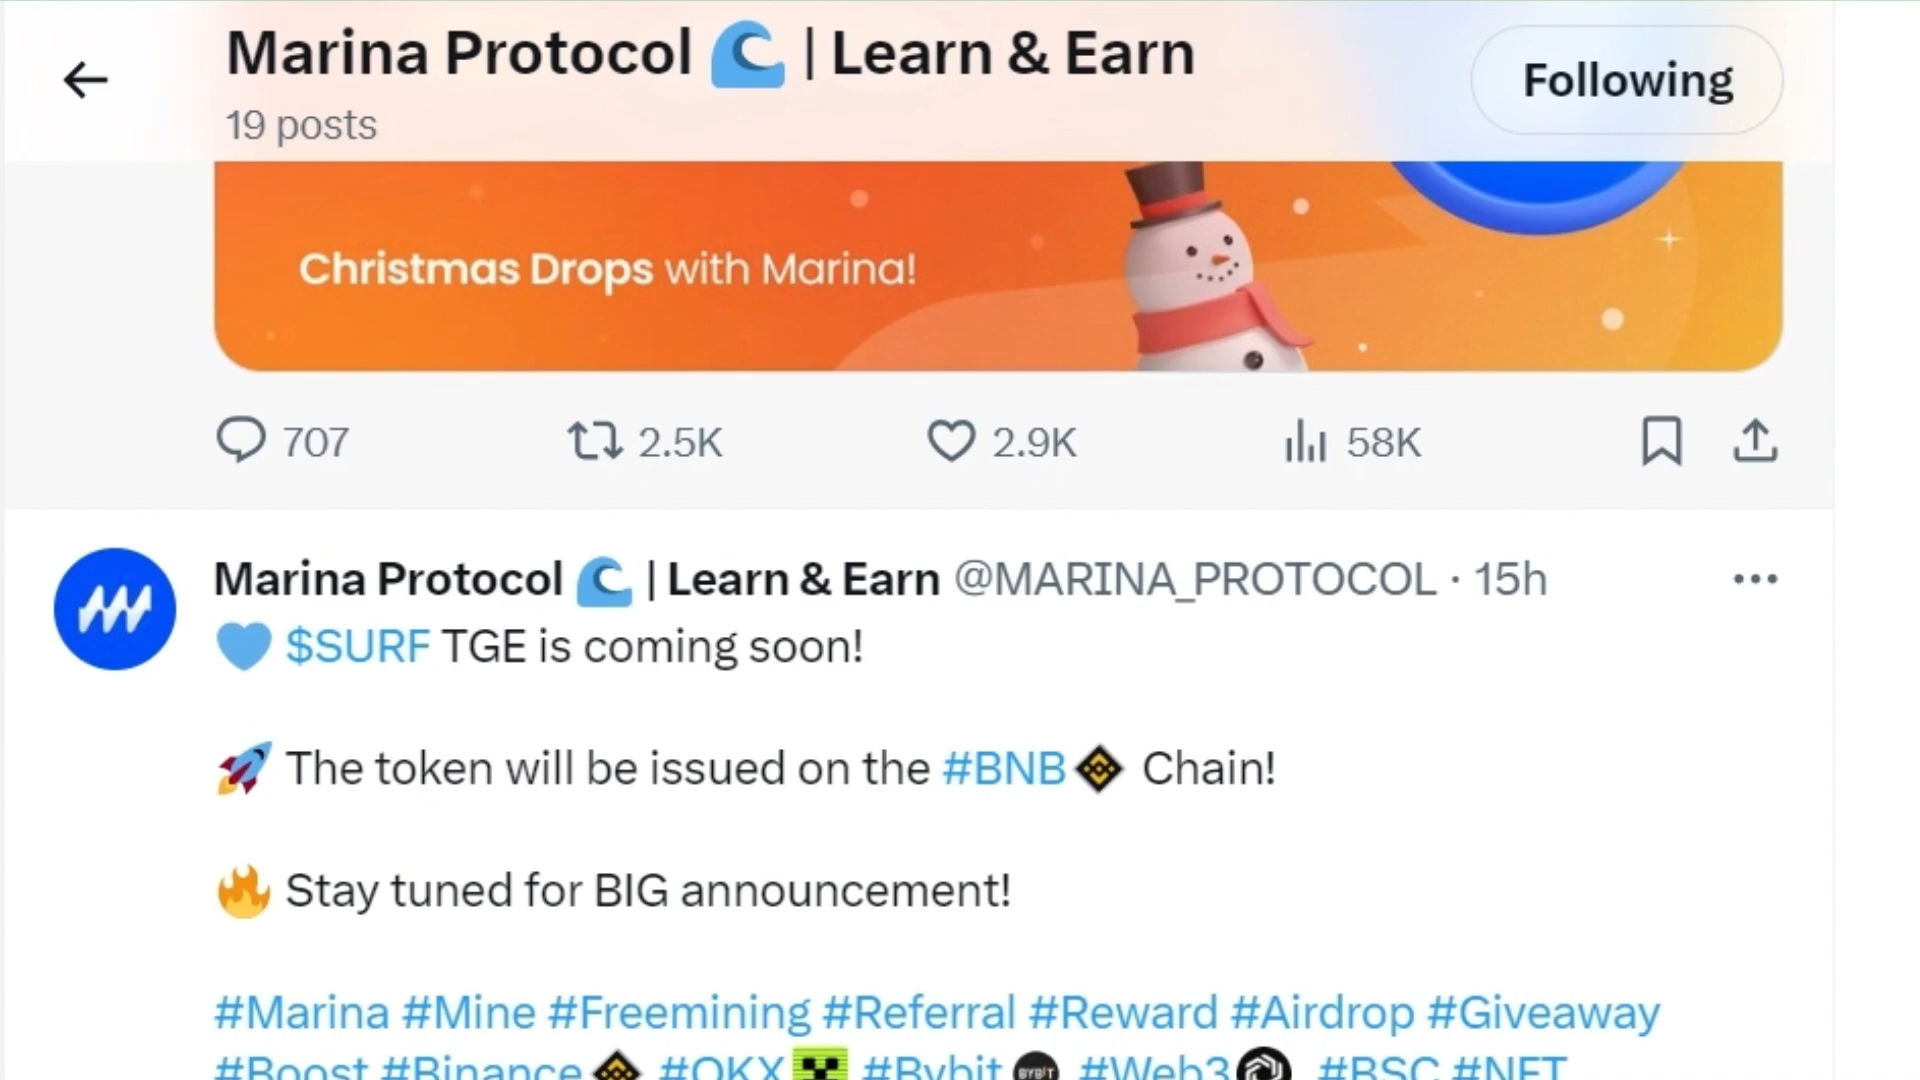 Marina Protocol 🌊 | Learn & Earn
Following
19 posts
Christmas Drops with Marina!
707 2.5K 2.9K 58K
Marina Protocol 🌊 | Learn & Earn @MARINA_PROTOCOL · 15h
💙 $SURF TGE is coming soon!
🚀 The token will be issued on the #BNB Chain!
🔥 Stay tuned for BIG announcement!
#Marina #Mine #Freemining #Referral #Reward #Airdrop #Giveaway
#Boost #Binance #OKX #Bybit BYBIT #Web3 #BSC #NFT